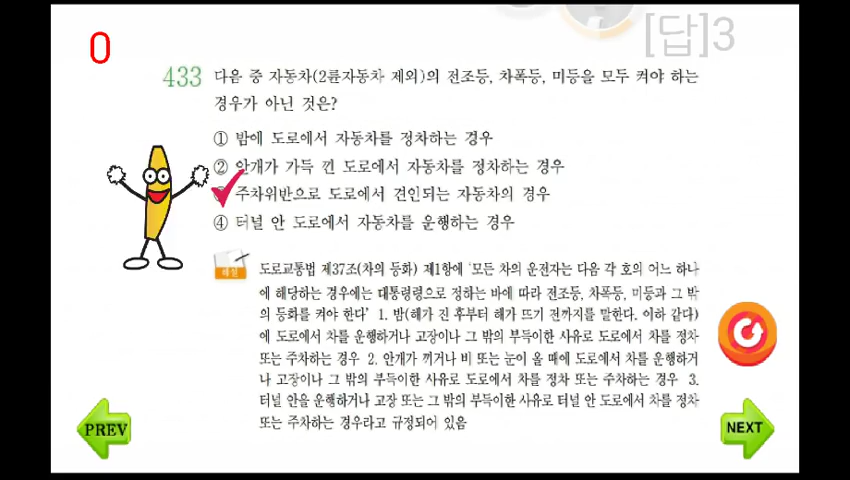 0
[답]3
433 다음 중 자동차(2륜자동차 제외)의 전조등, 차폭등, 미등을 모두 켜야 하는
경우가 아닌 것은?
① 밤에 도로에서 자동차를 정차하는 경우
② 안개가 가득 낀 도로에서 자동차를 정차하는 경우
③ 주차위반으로 도로에서 견인되는 자동차의 경우
④ 터널 안 도로에서 자동차를 운행하는 경우
해설
도로교통법 제37조(차의 등화) 제1항에 '모든 차의 운전자는 다음 각 호의 어느 하나
에 해당하는 경우에는 대통령령으로 정하는 바에 따라 전조등, 차폭등, 미등과 그 밖
의 등화를 켜야 한다' 1. 밤(해가 진 후부터 해가 뜨기 전까지를 말한다. 이하 같다)
에 도로에서 차를 운행하거나 고장이나 그 밖의 부득이한 사유로 도로에서 차를 정차
또는 주차하는 경우 2. 안개가 끼거나 비 또는 눈이 올 때에 도로에서 차를 운행하거
나 고장이나 그 밖의 부득이한 사유로 도로에서 차를 정차 또는 주차하는 경우 3.
터널 안을 운행하거나 고장 또는 그 밖의 부득이한 사유로 터널 안 도로에서 차를 정차
또는 주차하는 경우라고 규정되어 있음
PREV
NEXT